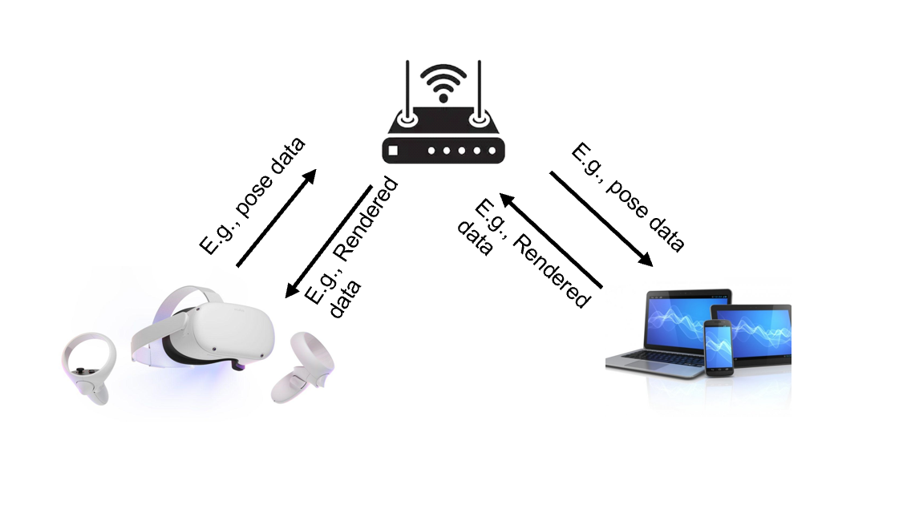 E.g., pose data
E.g., Rendered
data
E.g., Rendered
data
E.g., pose data